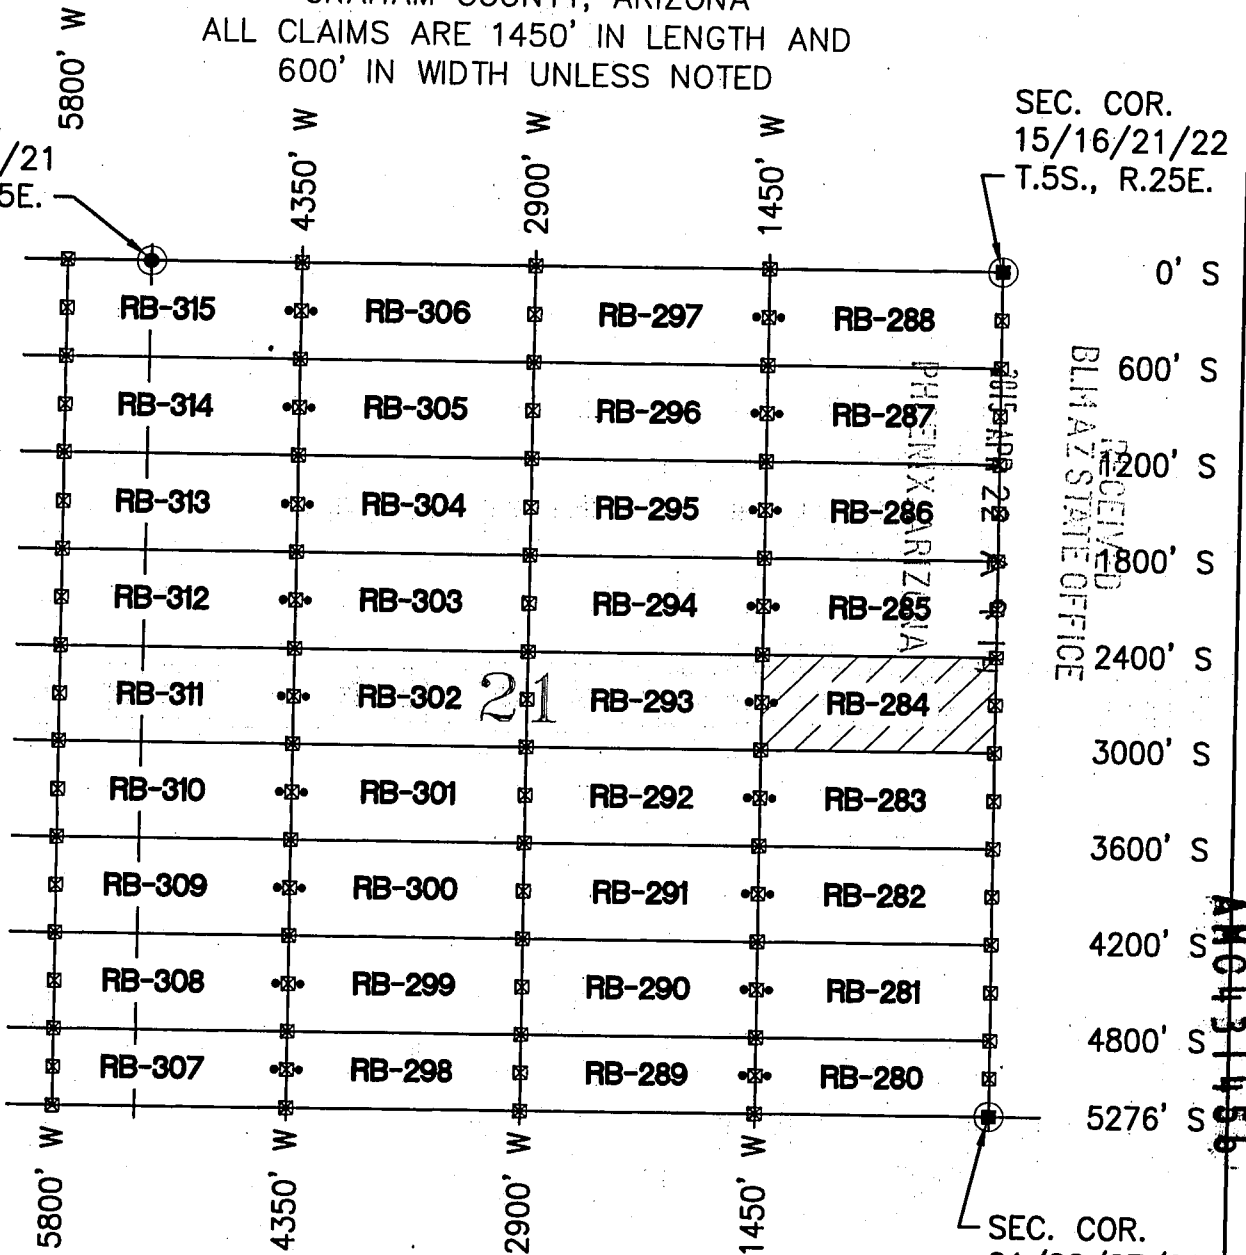 ALL CLAIMS ARE 1450' IN LENGTH AND
600' IN WIDTH UNLESS NOTED
5800' W
4350' W
2900' W
1450' W
/21
5E.
SEC. COR.
15/16/21/22
T.5S., R.25E.
RB-315 RB-306 RB-297 RB-288
RB-314 RB-305 RB-296 RB-287
RB-313 RB-304 RB-295 RB-286
RB-312 RB-303 RB-294 RB-285
RB-311 RB-302 RB-293 RB-284
RB-310 RB-301 RB-292 RB-283
RB-309 RB-300 RB-291 RB-282
RB-308 RB-299 RB-290 RB-281
RB-307 RB-298 RB-289 RB-280
21
0' S
600' S
1200' S
1800' S
2400' S
3000' S
3600' S
4200' S
4800' S
5276' S
RECEIVED
BLM AZ STATE OFFICE
2015 APR 22 A
PHOENIX ARIZONA
5800' W
4350' W
2900' W
1450' W
SEC. COR.